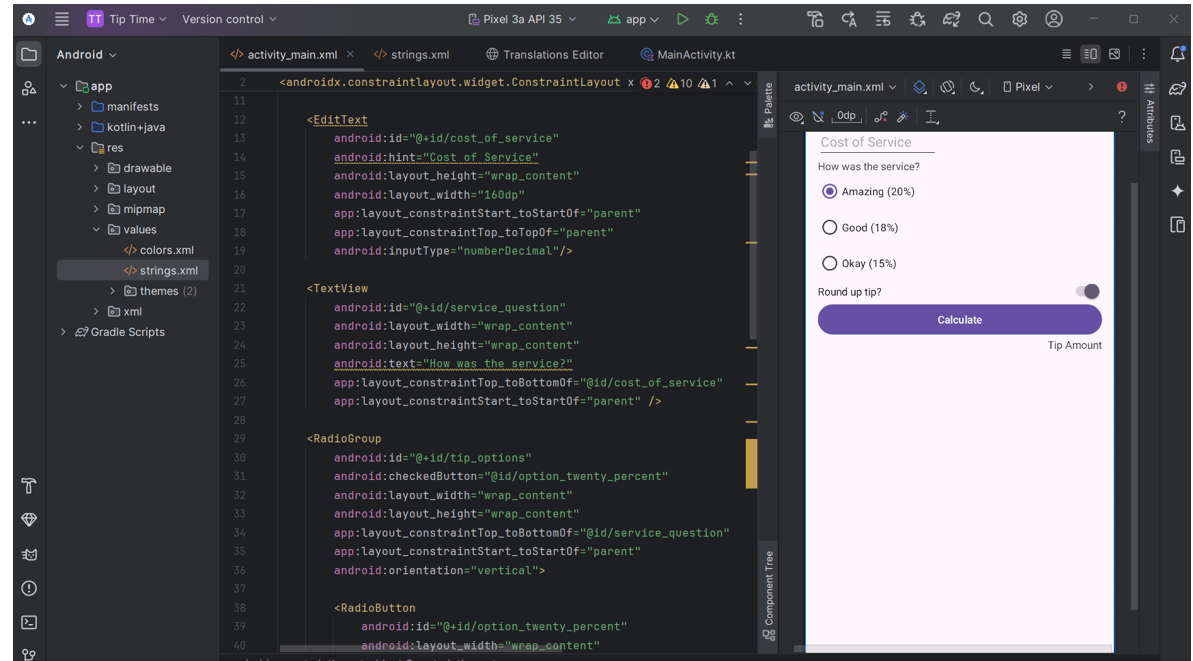 TT Tip Time Version control Pixel 3a API 35 app
Android
app
manifests
kotlin+java
res
drawable
layout
mipmap
values
colors.xml
strings.xml
themes (2)
xml
Gradle Scripts
activity_main.xml strings.xml Translations Editor MainActivity.kt
2 <androidx.constraintlayout.widget.ConstraintLayout x 2 10 1
11
12 <EditText
13 android:id="@+id/cost_of_service"
14 android:hint="Cost of Service"
15 android:layout_height="wrap_content"
16 android:layout_width="160dp"
17 app:layout_constraintStart_toStartOf="parent"
18 app:layout_constraintTop_toTopOf="parent"
19 android:inputType="numberDecimal"/>
20
21 <TextView
22 android:id="@+id/service_question"
23 android:layout_width="wrap_content"
24 android:layout_height="wrap_content"
25 android:text="How was the service?"
26 app:layout_constraintTop_toBottomOf="@id/cost_of_service"
27 app:layout_constraintStart_toStartOf="parent" />
28
29 <RadioGroup
30 android:id="@+id/tip_options"
31 android:checkedButton="@id/option_twenty_percent"
32 android:layout_width="wrap_content"
33 android:layout_height="wrap_content"
34 app:layout_constraintTop_toBottomOf="@id/service_question"
35 app:layout_constraintStart_toStartOf="parent"
36 android:orientation="vertical">
37
38 <RadioButton
39 android:id="@+id/option_twenty_percent"
40 android:layout_width="wrap_content"
Palette
Component Tree
activity_main.xml Pixel
0dp
Cost of Service
How was the service?
Amazing (20%)
Good (18%)
Okay (15%)
Round up tip?
Calculate
Tip Amount
Attributes